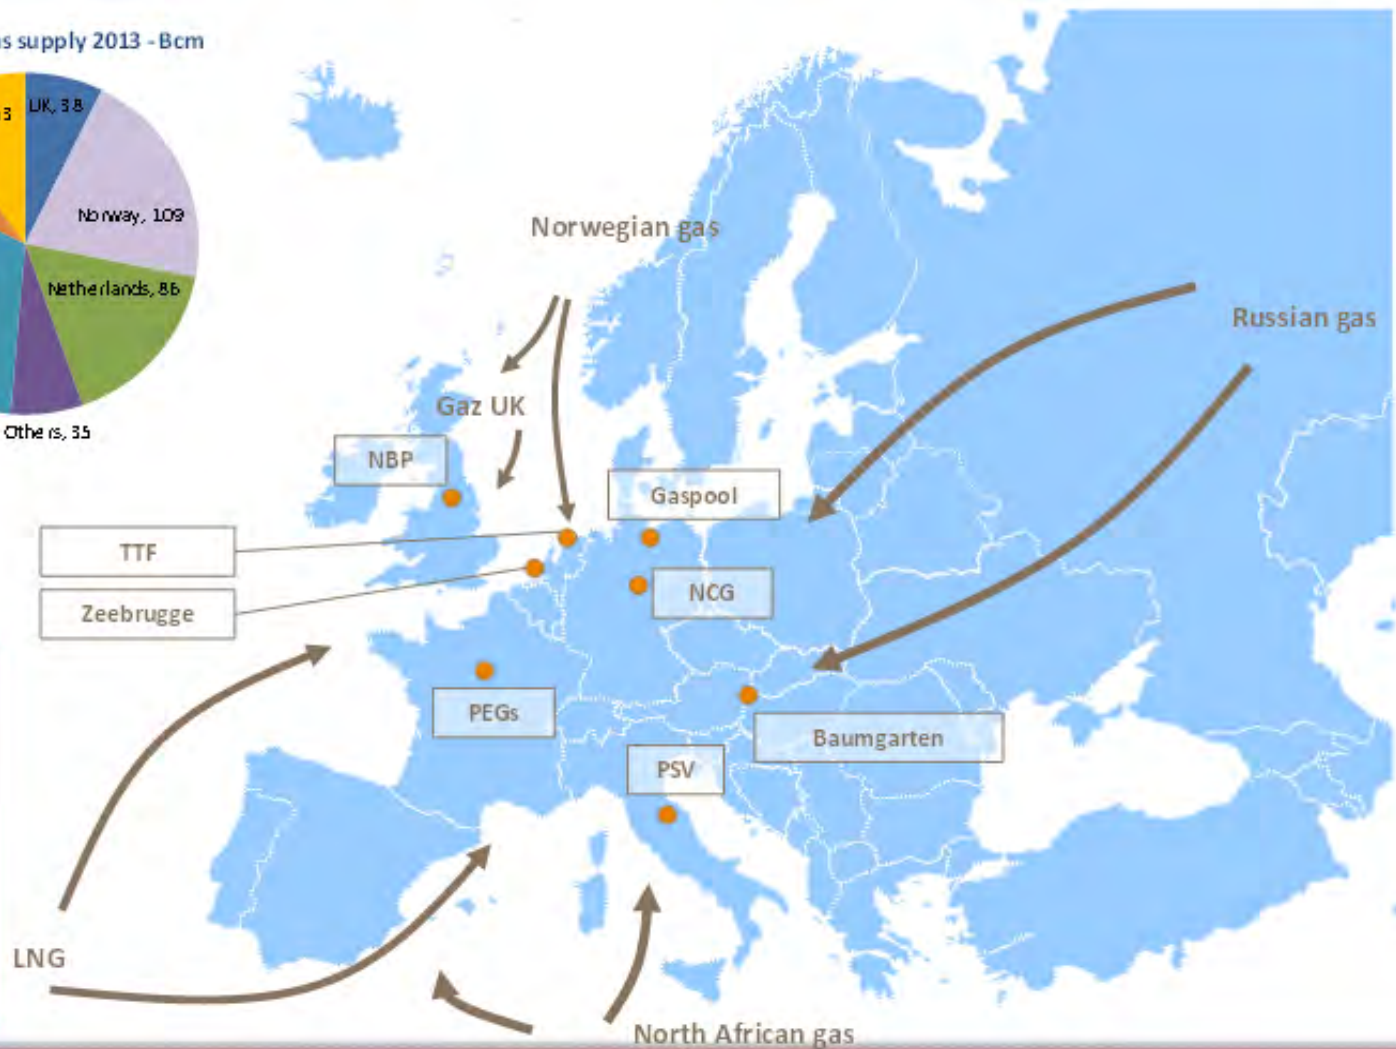 s supply 2013 - Bcm
3
UK, 38
Norway, 109
Netherlands, 86
Others, 35
Norwegian gas
Russian gas
Gaz UK
NBP
Gaspool
TTF
NCG
Zeebrugge
PEGs
Baumgarten
PSV
LNG
North African gas